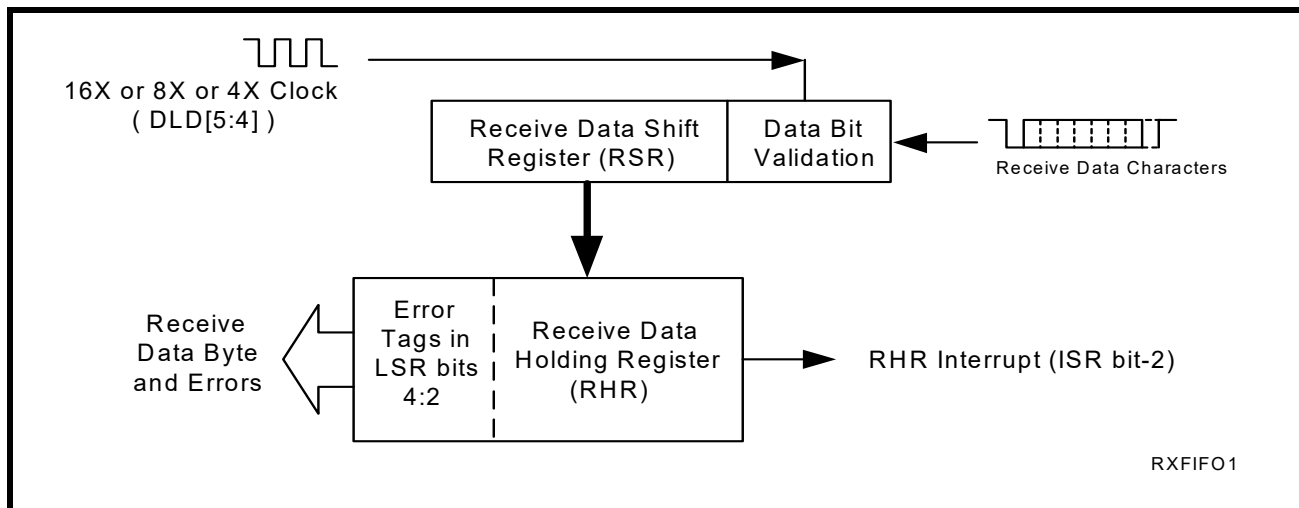 16X or 8X or 4X Clock
( DLD[5:4] )
Receive Data Shift
Register (RSR)
Data Bit
Validation
Receive Data Characters
Receive
Data Byte
and Errors
Error
Tags in
LSR bits
4:2
Receive Data
Holding Register
(RHR)
RHR Interrupt (ISR bit-2)
RXFIFO1